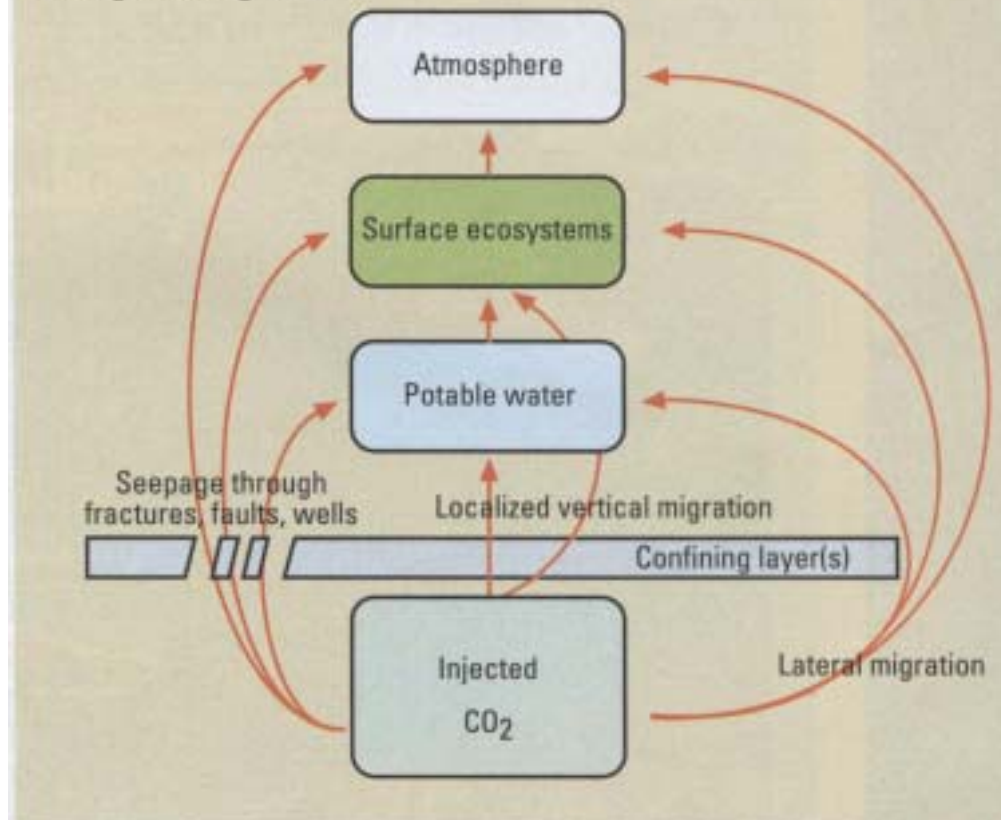 Atmosphere
Surface ecosystems
Potable water
Seepage through
fractures, faults, wells
Localized vertical migration
Confining layer(s)
Injected
CO2
Lateral migration